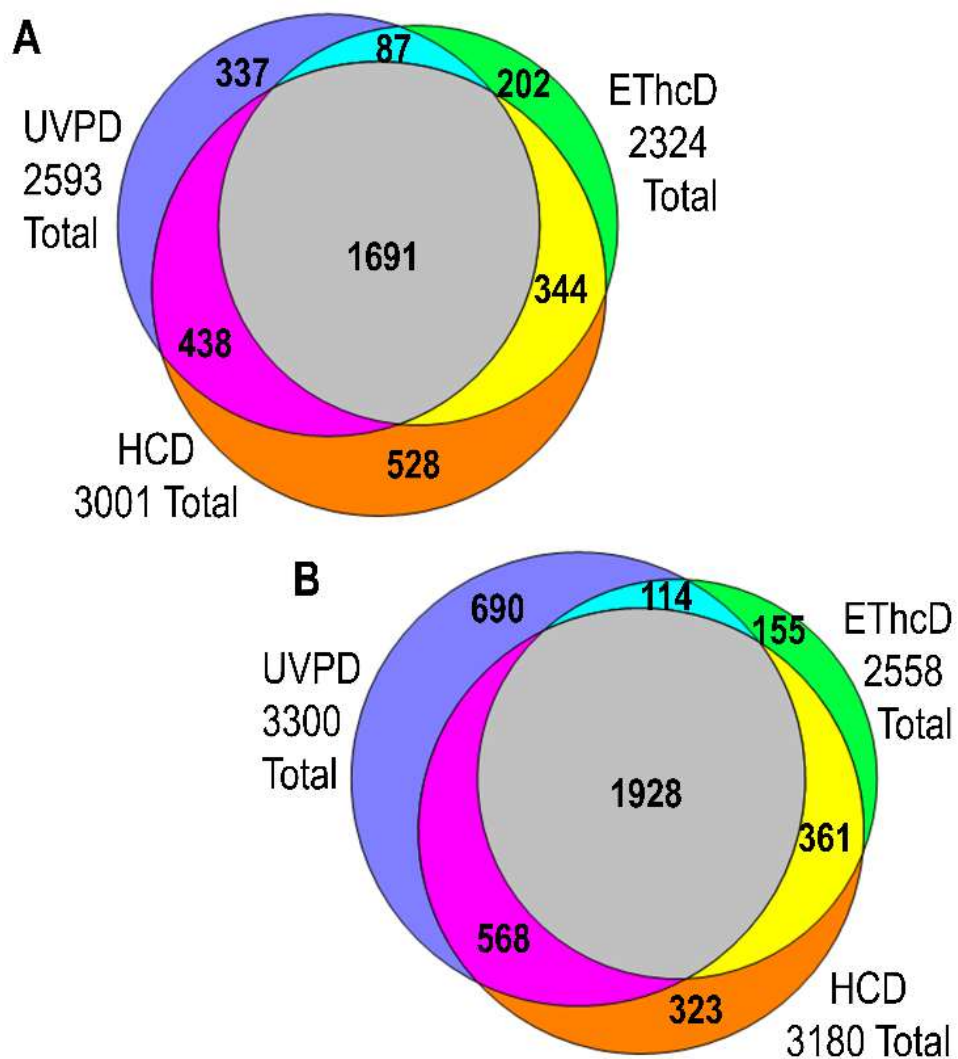 A
87
337
202
EThcD
2324
Total
UVPD
2593
Total
1691
344
438
HCD
3001 Total
528
B
690
114
155
EThcD
2558
Total
UVPD
3300
Total
1928
361
568
323
HCD
3180 Total